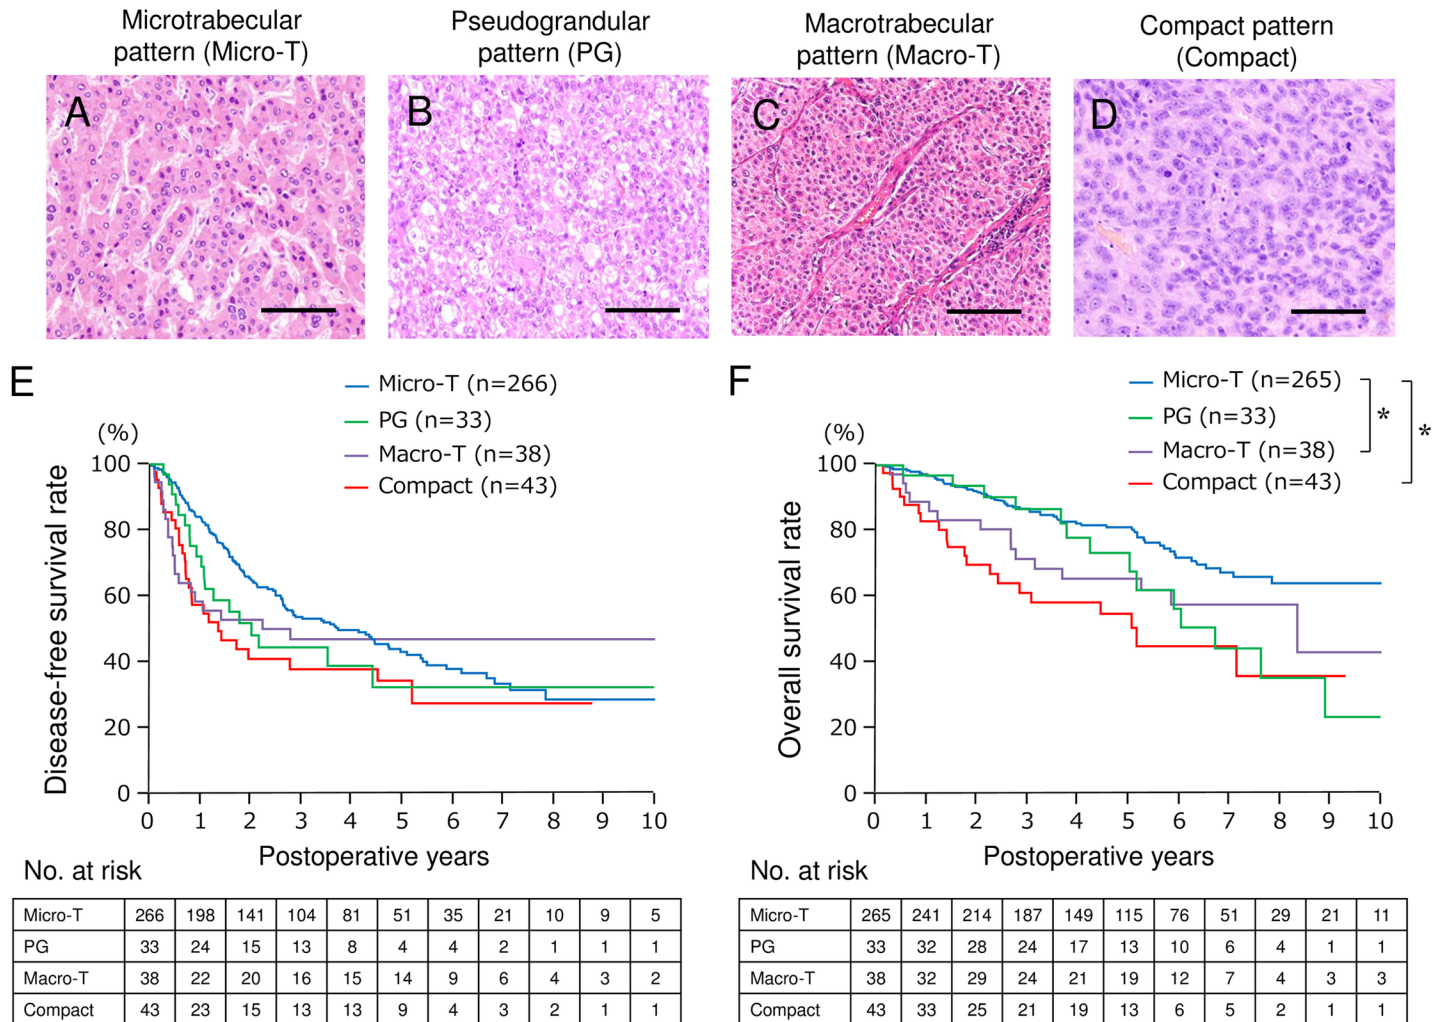 Microtrabecular
pattern (Micro-T)
Pseudograndular
pattern (PG)
Macrotrabecular
pattern (Macro-T)
Compact pattern
(Compact)
A
B
C
D
E
Micro-T (n=266)
PG (n=33)
Macro-T (n=38)
Compact (n=43)
(%)
100
80
60
40
20
0
Disease-free survival rate
0 1 2 3 4 5 6 7 8 9 10
Postoperative years
No. at risk
Micro-T 266 198 141 104 81 51 35 21 10 9 5
PG 33 24 15 13 8 4 4 2 1 1 1
Macro-T 38 22 20 16 15 14 9 6 4 3 2
Compact 43 23 15 13 13 9 4 3 2 1 1
F
Micro-T (n=265)
PG (n=33)
Macro-T (n=38)
Compact (n=43)
*
*
(%)
100
80
60
40
20
0
Overall survival rate
0 1 2 3 4 5 6 7 8 9 10
Postoperative years
No. at risk
Micro-T 265 241 214 187 149 115 76 51 29 21 11
PG 33 32 28 24 17 13 10 6 4 1 1
Macro-T 38 32 29 24 21 19 12 7 4 3 3
Compact 43 33 25 21 19 13 6 5 2 1 1